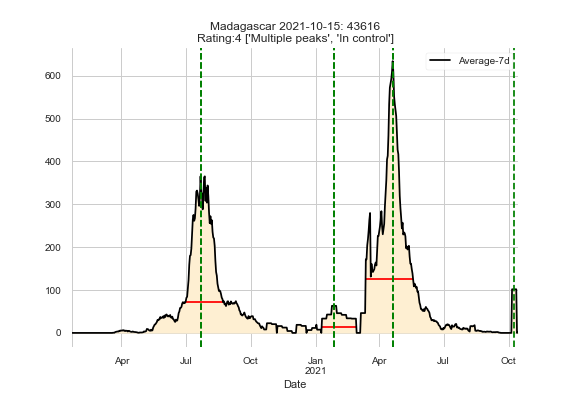 Madagascar 2021-10-15: 43616
Rating:4 ['Multiple peaks', 'In control']
Average-7d
600
500
400
300
200
100
0
Apr
Jul
Oct
Jan
2021
Apr
Jul
Oct
Date